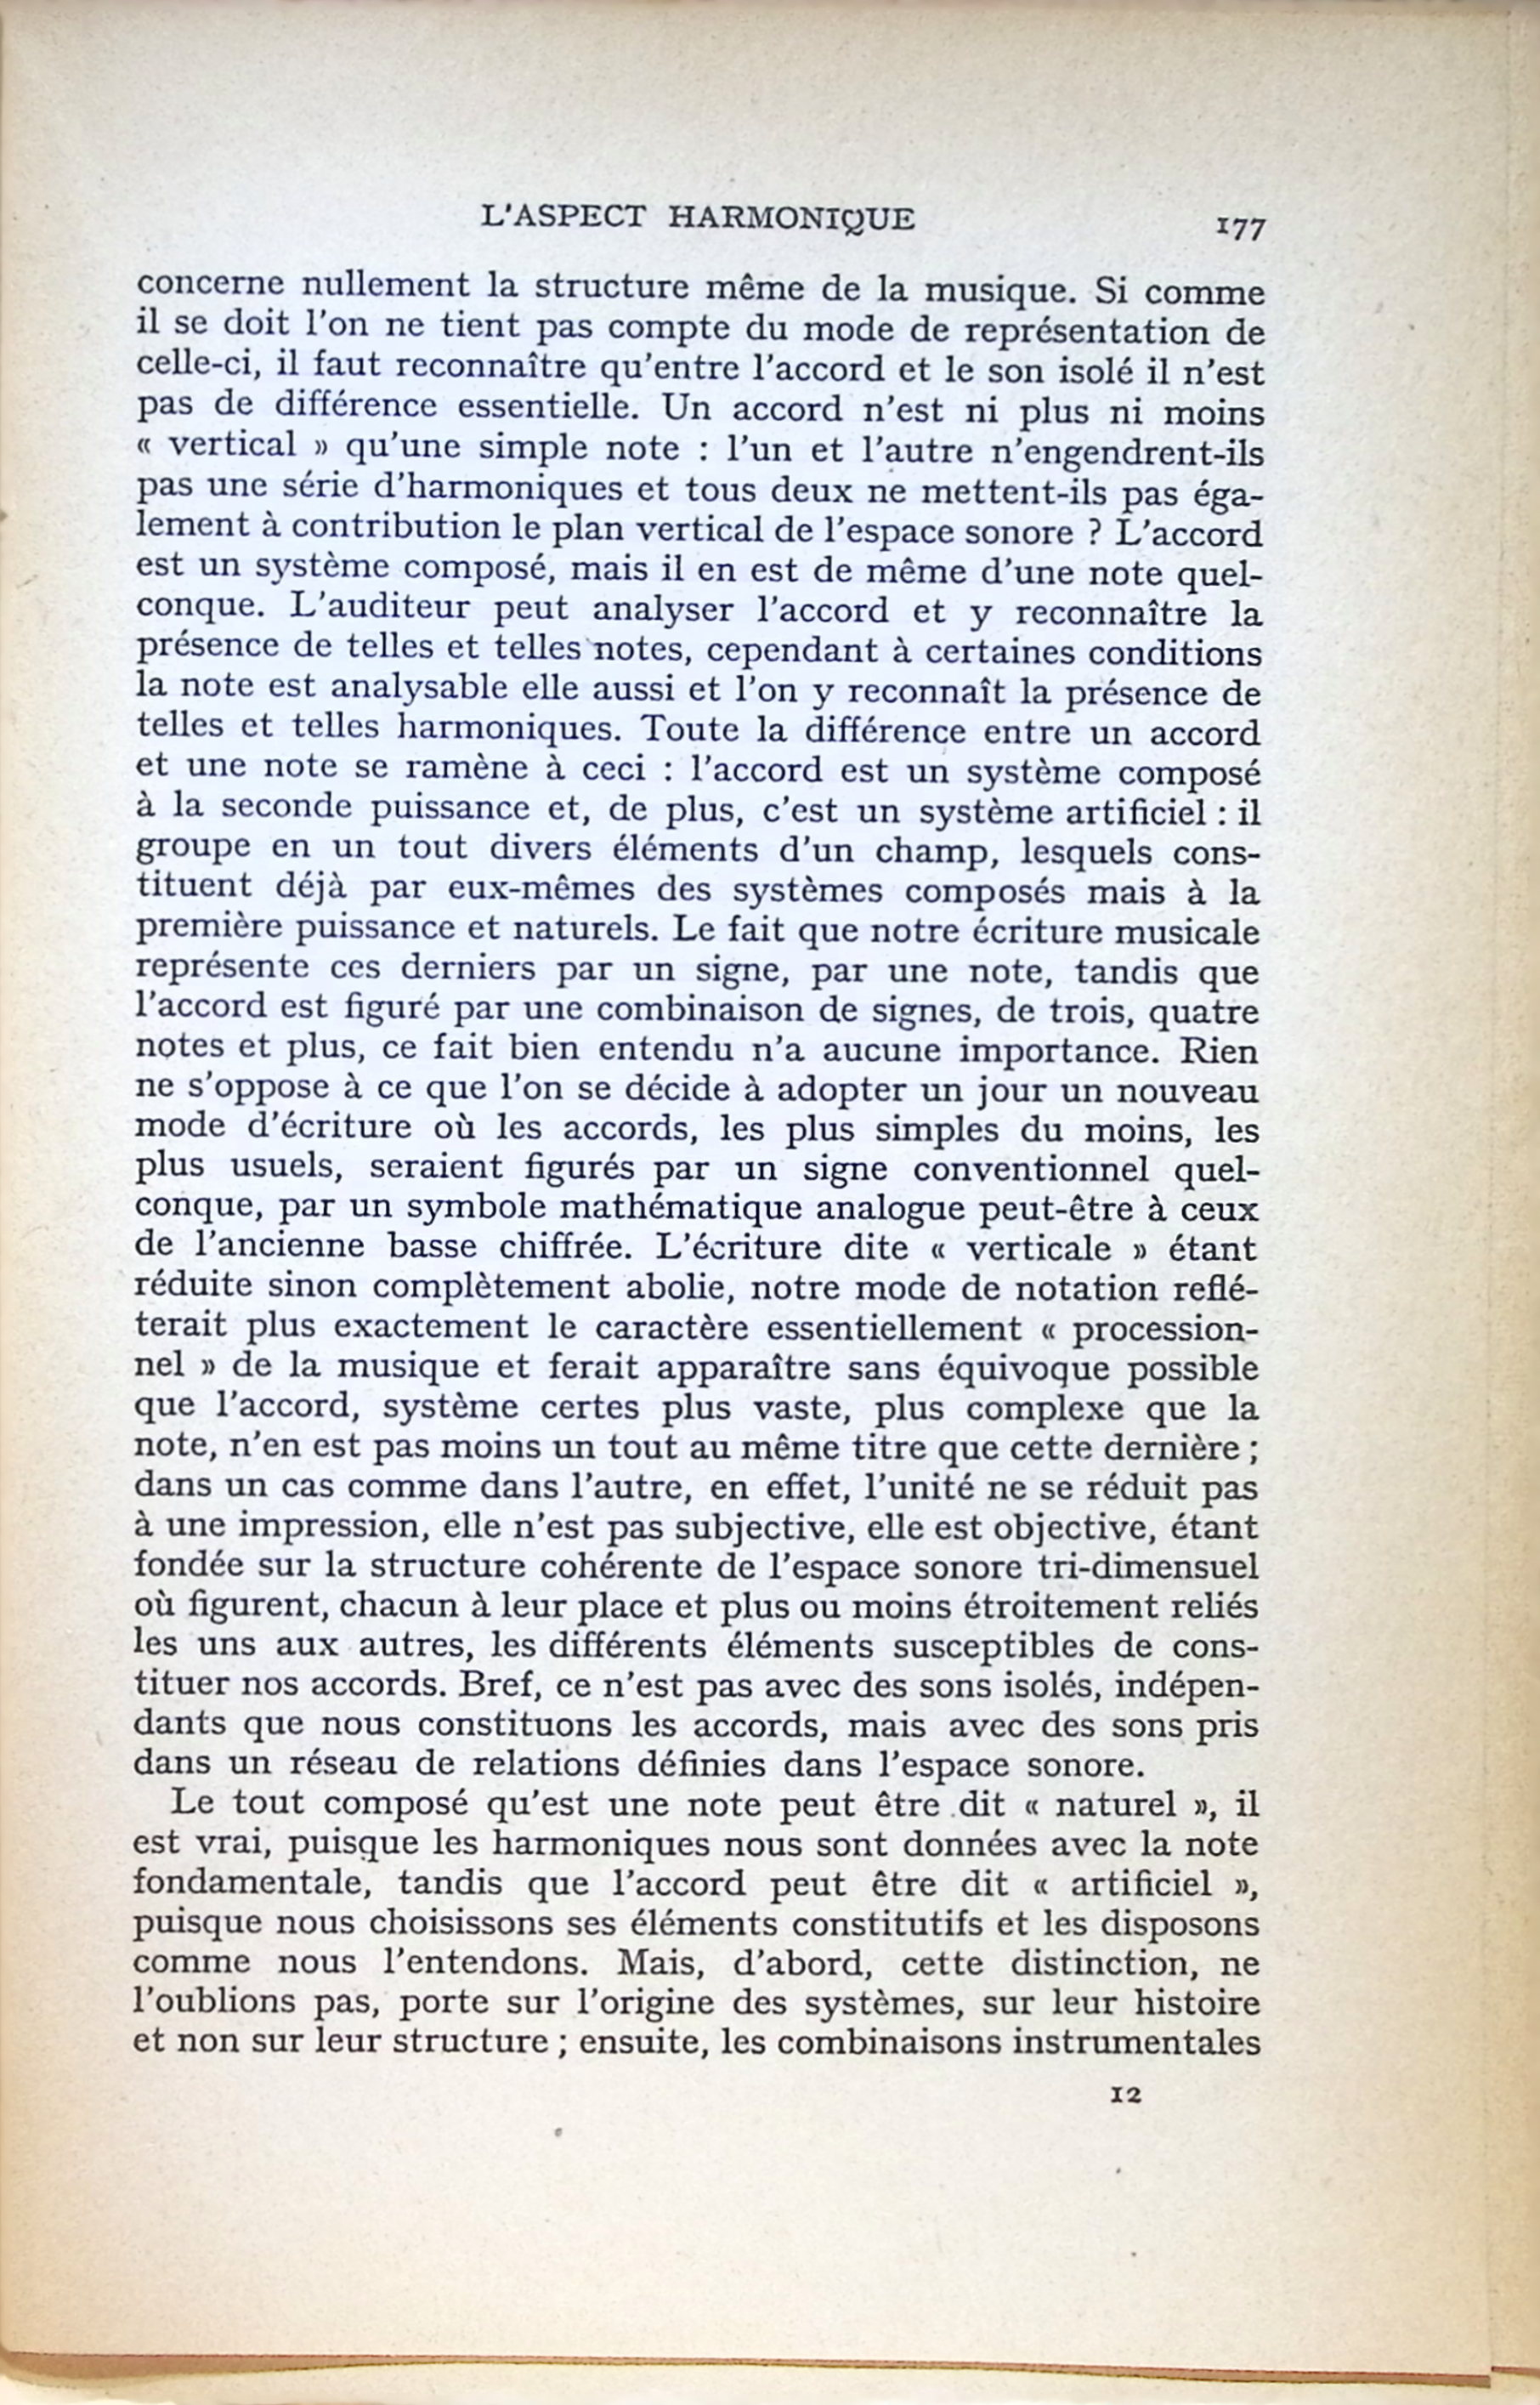 L'ASPECT HARMONIQUE 177
concerne nullement la structure même de la musique. Si comme
il se doit l'on ne tient pas compte du mode de représentation de
celle-ci, il faut reconnaître qu'entre l'accord et le son isolé il n'est
pas de différence essentielle. Un accord n'est ni plus ni moins
« vertical » qu'une simple note : l'un et l'autre n'engendrent-ils
pas une série d'harmoniques et tous deux ne mettent-ils pas éga-
lement à contribution le plan vertical de l'espace sonore ? L'accord
est un système composé, mais il en est de même d'une note quel-
conque. L'auditeur peut analyser l'accord et y reconnaître la
présence de telles et telles notes, cependant à certaines conditions
la note est analysable elle aussi et l'on y reconnaît la présence de
telles et telles harmoniques. Toute la différence entre un accord
et une note se ramène à ceci : l'accord est un système composé
à la seconde puissance et, de plus, c'est un système artificiel : il
groupe en un tout divers éléments d'un champ, lesquels cons-
tituent déjà par eux-mêmes des systèmes composés mais à la
première puissance et naturels. Le fait que notre écriture musicale
représente ces derniers par un signe, par une note, tandis que
l'accord est figuré par une combinaison de signes, de trois, quatre
notes et plus, ce fait bien entendu n'a aucune importance. Rien
ne s'oppose à ce que l'on se décide à adopter un jour un nouveau
mode d'écriture où les accords, les plus simples du moins, les
plus usuels, seraient figurés par un signe conventionnel quel-
conque, par un symbole mathématique analogue peut-être à ceux
de l'ancienne basse chiffrée. L'écriture dite « verticale » étant
réduite sinon complètement abolie, notre mode de notation reflé-
terait plus exactement le caractère essentiellement « procession-
nel » de la musique et ferait apparaître sans équivoque possible
que l'accord, système certes plus vaste, plus complexe que la
note, n'en est pas moins un tout au même titre que cette dernière ;
dans un cas comme dans l'autre, en effet, l'unité ne se réduit pas
à une impression, elle n'est pas subjective, elle est objective, étant
fondée sur la structure cohérente de l'espace sonore tri-dimensuel
où figurent, chacun à leur place et plus ou moins étroitement reliés
les uns aux autres, les différents éléments susceptibles de cons-
tituer nos accords. Bref, ce n'est pas avec des sons isolés, indépen-
dants que nous constituons les accords, mais avec des sons pris
dans un réseau de relations définies dans l'espace sonore.
Le tout composé qu'est une note peut être dit « naturel », il
est vrai, puisque les harmoniques nous sont données avec la note
fondamentale, tandis que l'accord peut être dit « artificiel »,
puisque nous choisissons ses éléments constitutifs et les disposons
comme nous l'entendons. Mais, d'abord, cette distinction, ne
l'oublions pas, porte sur l'origine des systèmes, sur leur histoire
et non sur leur structure ; ensuite, les combinaisons instrumentales
12